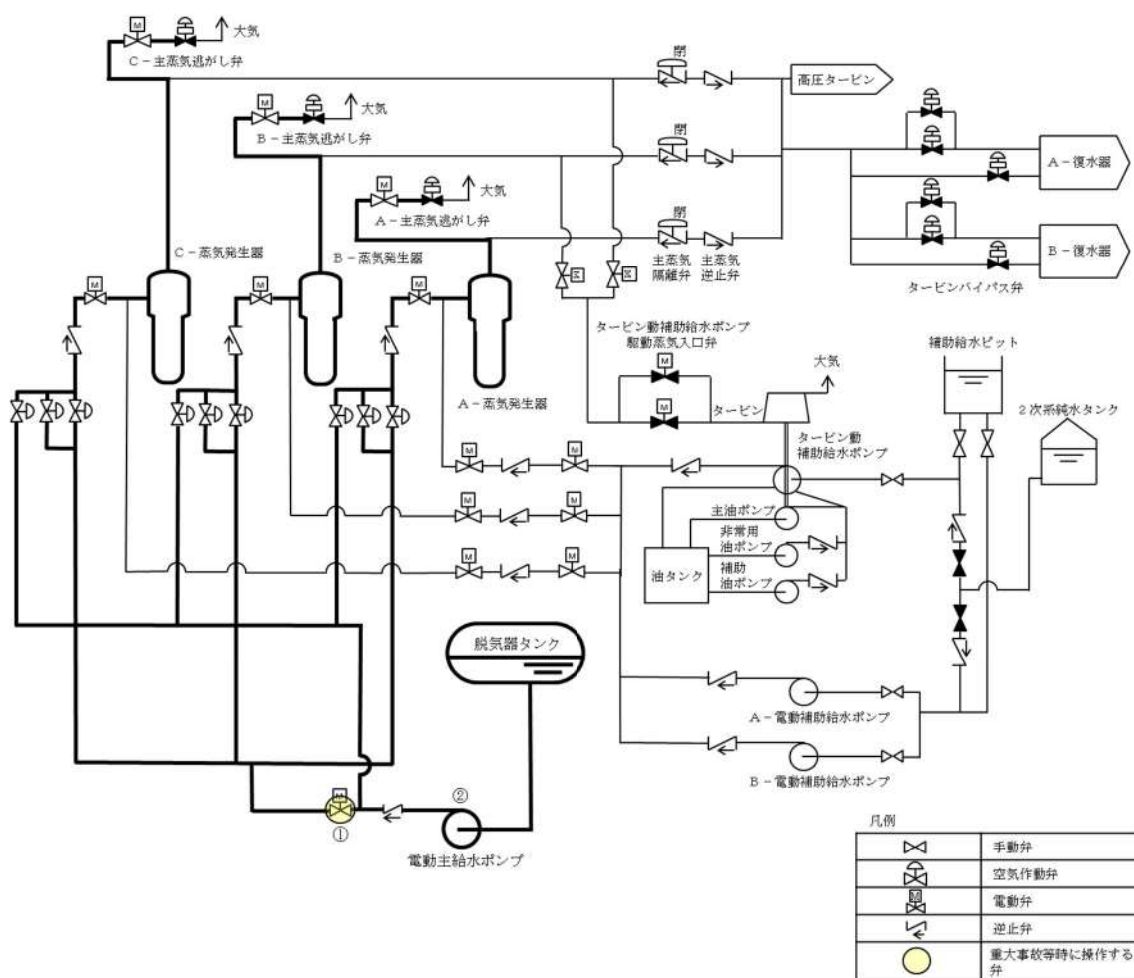 M
大気
C-主蒸気逃がし弁
M
大気
B-主蒸気逃がし弁
M
大気
A-主蒸気逃がし弁
閉
閉
閉
高圧タービン
A-復水器
B-復水器
タービンバイパス弁
主蒸気
隔離弁
主蒸気
逆止弁
C-蒸気発生器
B-蒸気発生器
A-蒸気発生器
M
M
M
M
M
タービン動補助給水ポンプ
駆動蒸気入口弁
M
M
タービン
大気
補助給水ピット
2次系純水タンク
タービン動
補助給水ポンプ
M
M
M
M
M
M
主油ポンプ
非常用
油ポンプ
補助
油ポンプ
油タンク
脱気器タンク
A-電動補助給水ポンプ
B-電動補助給水ポンプ
M
①
②
電動主給水ポンプ
凡例
手動弁
空気作動弁
M
電動弁
逆止弁
重大事故等時に操作する
弁